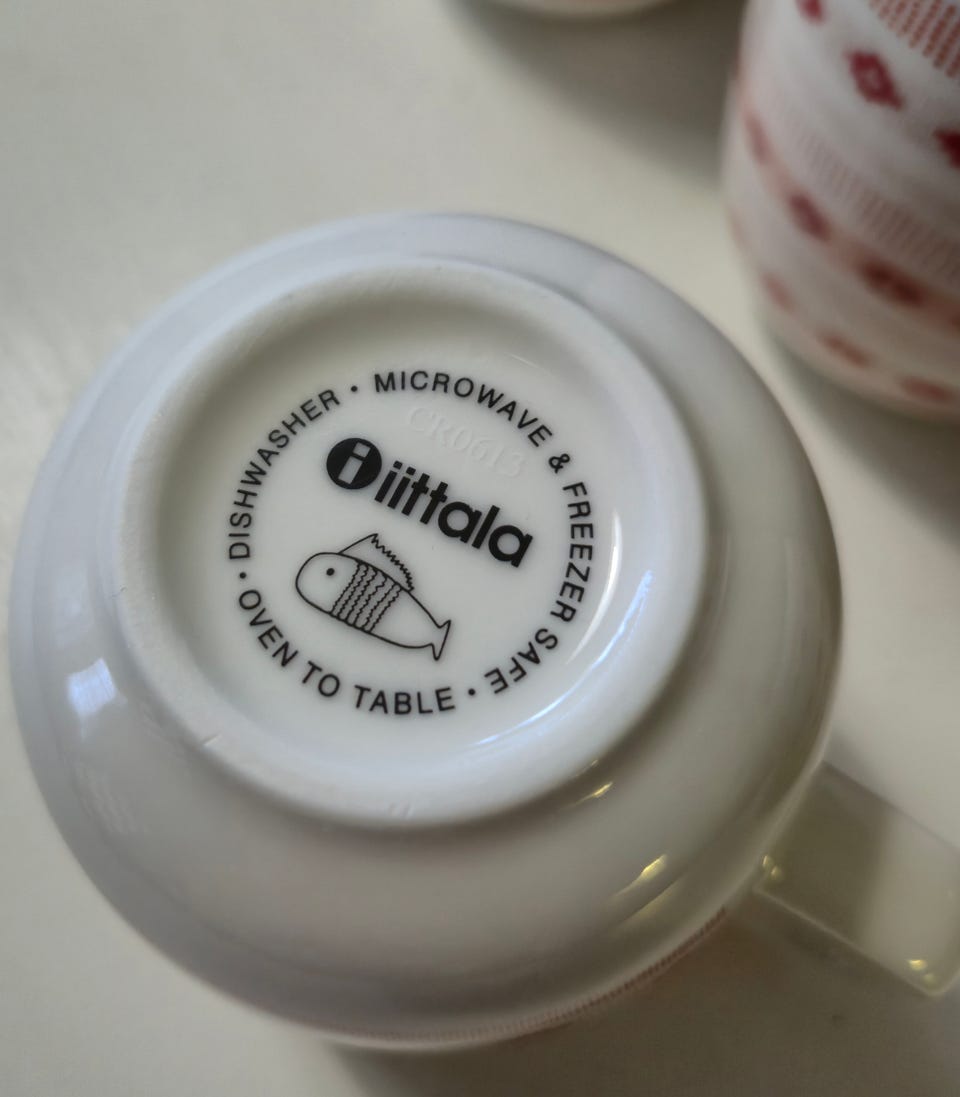 DISHWASHER • MICROWAVE & FREEZER SAFE • OVEN TO TABLE •
CR0613
i iittala